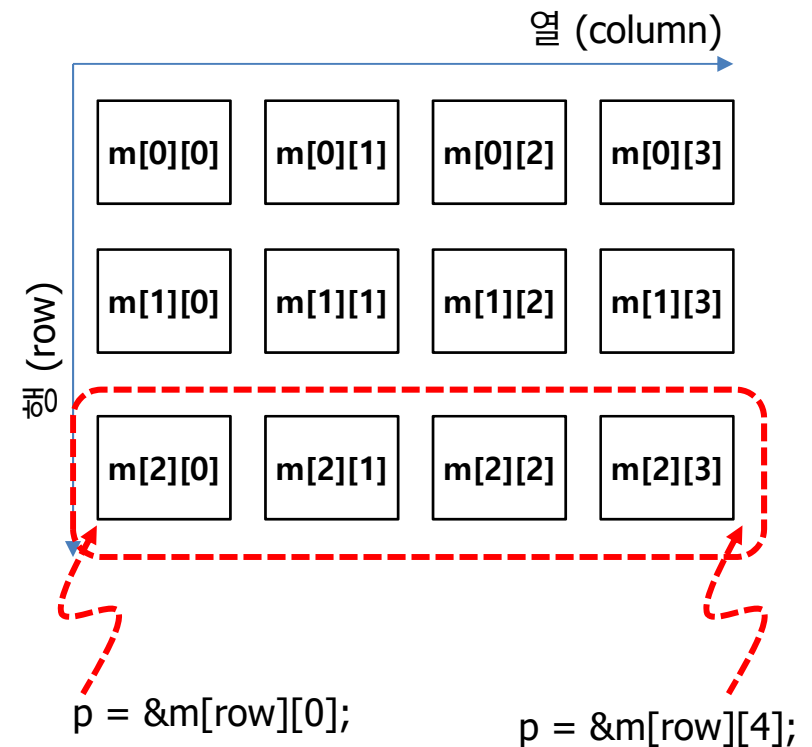 열 (column)
m[0][0] m[0][1] m[0][2] m[0][3]
m[1][0] m[1][1] m[1][2] m[1][3]
행 (row)
m[2][0] m[2][1] m[2][2] m[2][3]
p = &m[row][0];
p = &m[row][4];